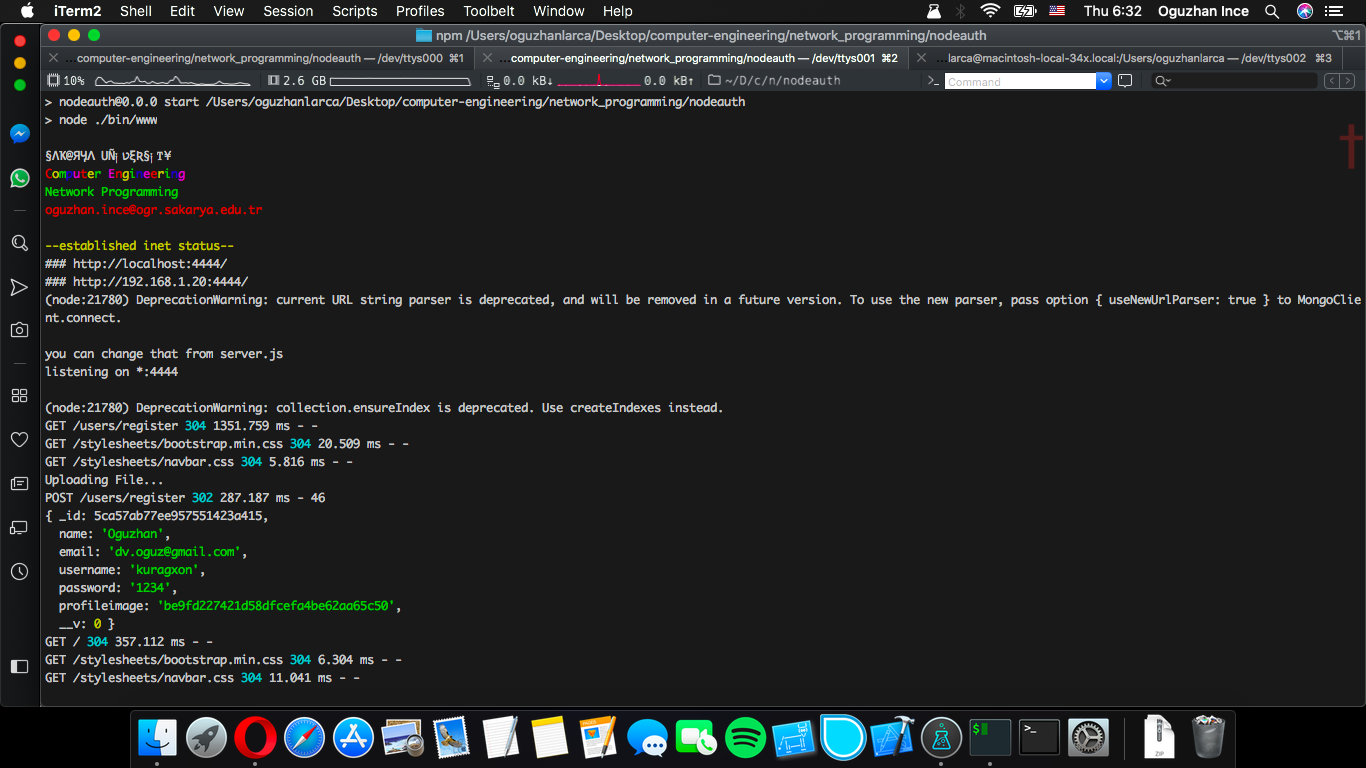 iTerm2 Shell Edit View Session Scripts Profiles Toolbelt Window Help Thu 6:32 Oguzhan Ince
npm /Users/oguzhanlarca/Desktop/computer-engineering/network_programming/nodeauth ⌥⌘1
...computer-engineering/network_programming/nodeauth — /dev/ttys000 ⌘1 ...computer-engineering/network_programming/nodeauth — /dev/ttys001 ⌘2 ...larca@macintosh-local-34x.local:/Users/oguzhanlarca — /dev/ttys002 ⌘3
10% 2.6 GB 0.0 kB↓ 0.0 kB↑ ~/D/c/n/nodeauth Command
> nodeauth@0.0.0 start /Users/oguzhanlarca/Desktop/computer-engineering/network_programming/nodeauth
> node ./bin/www
Computer Engineering
Network Programming
oguzhan.ince@ogr.sakarya.edu.tr
--established inet status--
### http://localhost:4444/
### http://192.168.1.20:4444/
(node:21780) DeprecationWarning: current URL string parser is deprecated, and will be removed in a future version. To use the new parser, pass option { useNewUrlParser: true } to MongoClie
nt.connect.
you can change that from server.js
listening on *:4444
(node:21780) DeprecationWarning: collection.ensureIndex is deprecated. Use createIndexes instead.
GET /users/register 304 1351.759 ms - -
GET /stylesheets/bootstrap.min.css 304 20.509 ms - -
GET /stylesheets/navbar.css 304 5.816 ms - -
Uploading File...
POST /users/register 302 287.187 ms - 46
{ _id: 5ca57ab77ee957551423a415,
name: 'Oguzhan',
email: 'dv.oguz@gmail.com',
username: 'kuragxon',
password: '1234',
profileimage: 'be9fd227421d58dfcefa4be62aa65c50',
__v: 0 }
GET / 304 357.112 ms - -
GET /stylesheets/bootstrap.min.css 304 6.304 ms - -
GET /stylesheets/navbar.css 304 11.041 ms - -
ZIP